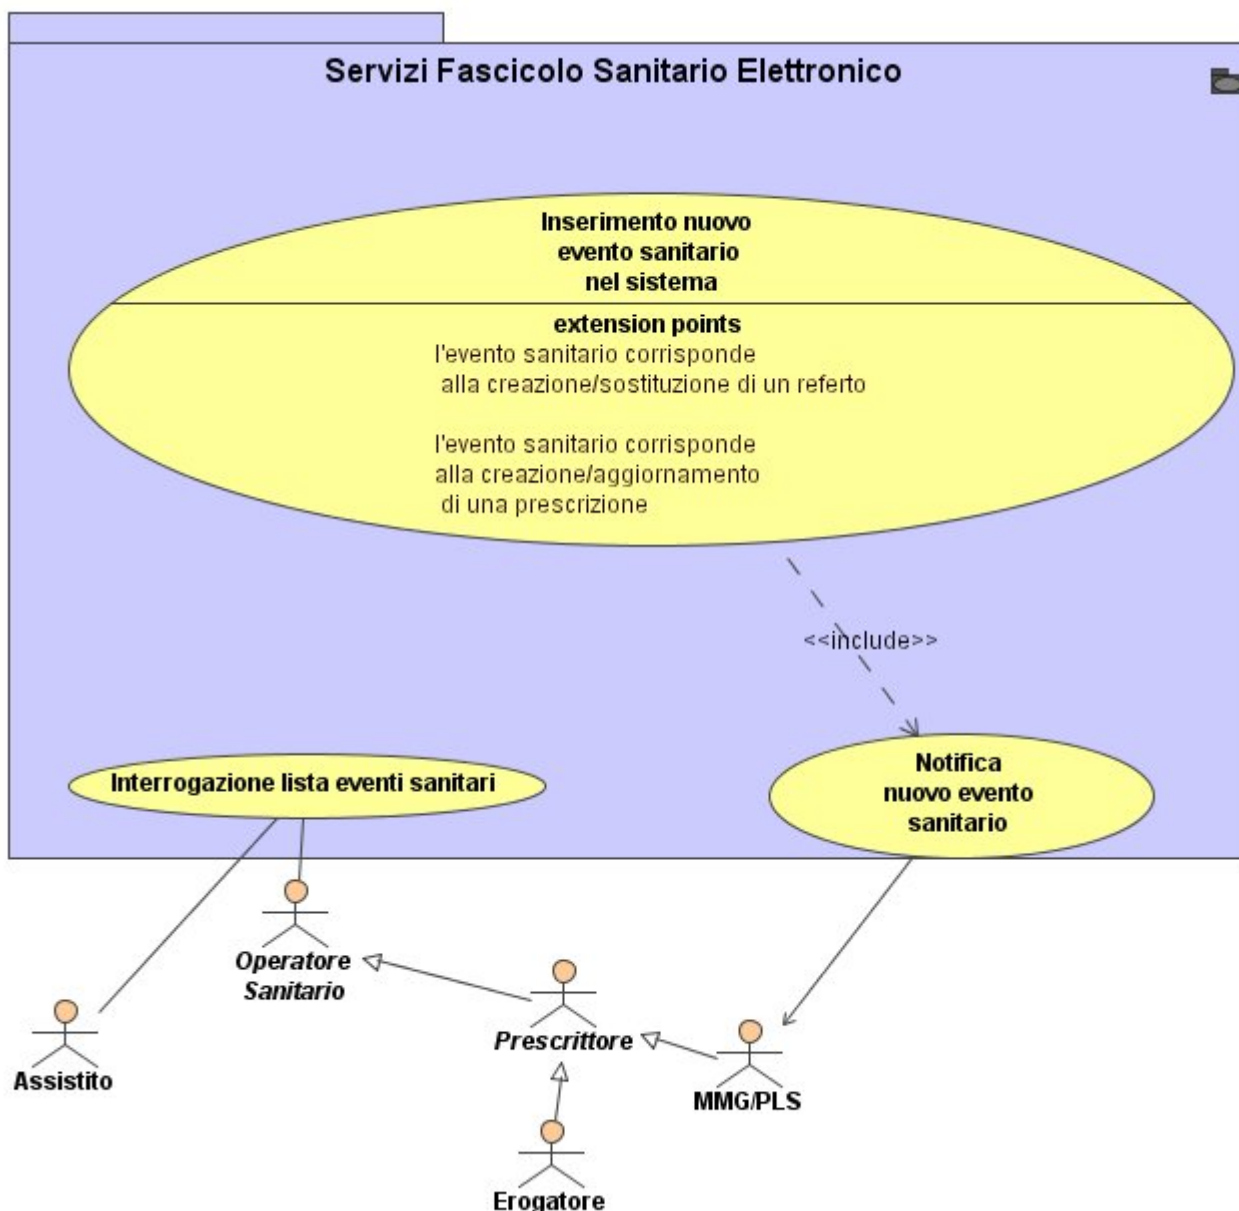 Servizi Fascicolo Sanitario Elettronico
Inserimento nuovo
evento sanitario
nel sistema
extension points
l'evento sanitario corrisponde
alla creazione/sostituzione di un referto
l'evento sanitario corrisponde
alla creazione/aggiornamento
di una prescrizione
<<include>>
Interrogazione lista eventi sanitari
Notifica
nuovo evento
sanitario
Operatore
Sanitario
Prescrittore
Assistito
MMG/PLS
Erogatore